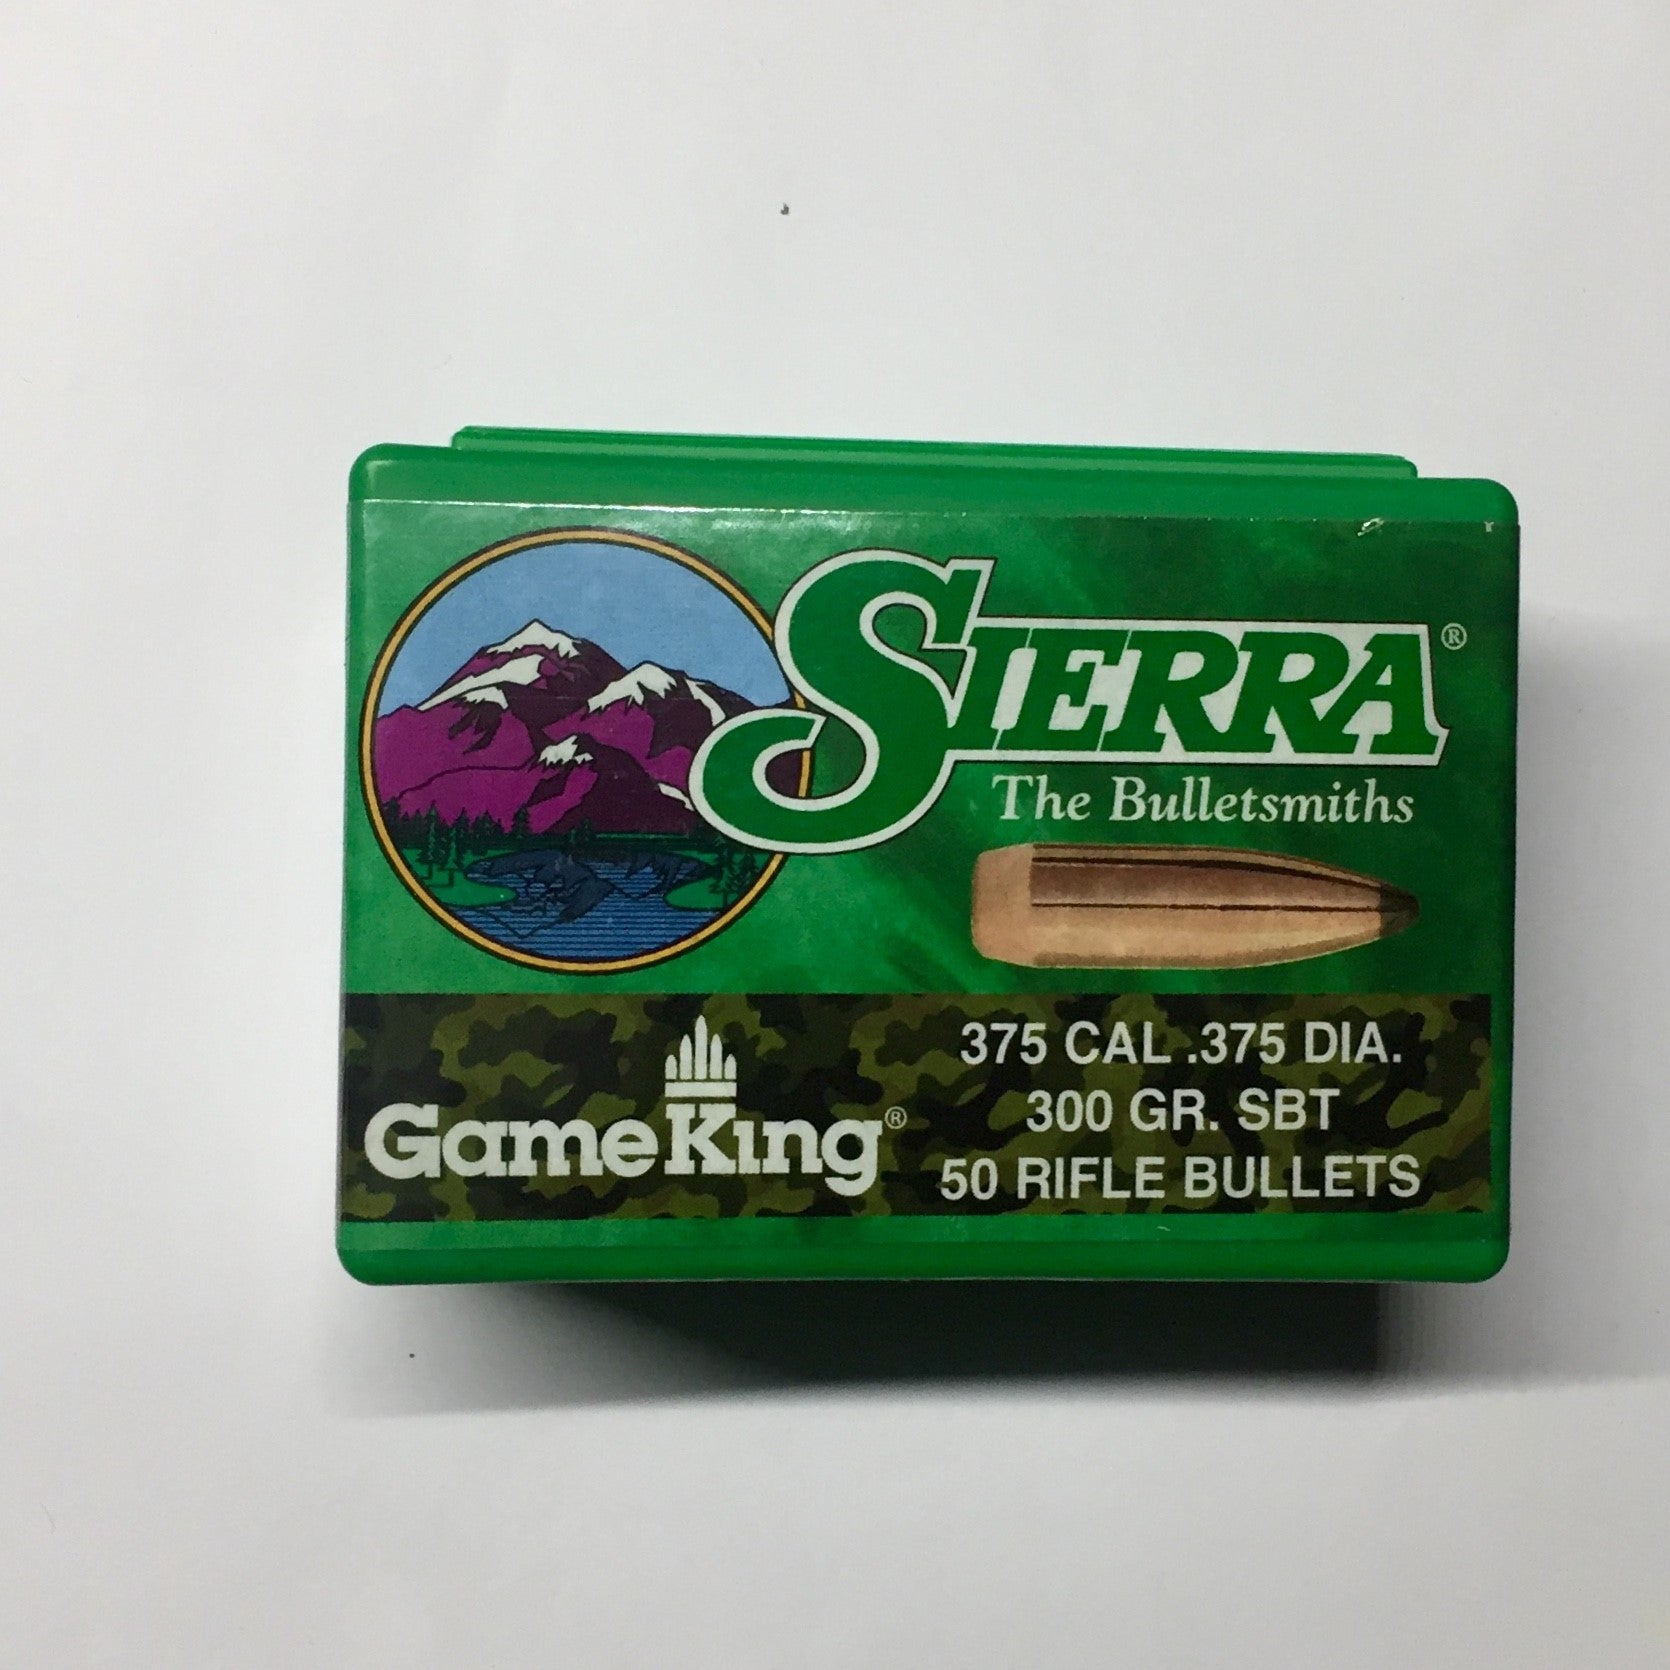 SIERRA®
The Bulletsmiths
GameKing®
375 CAL .375 DIA.
300 GR. SBT
50 RIFLE BULLETS